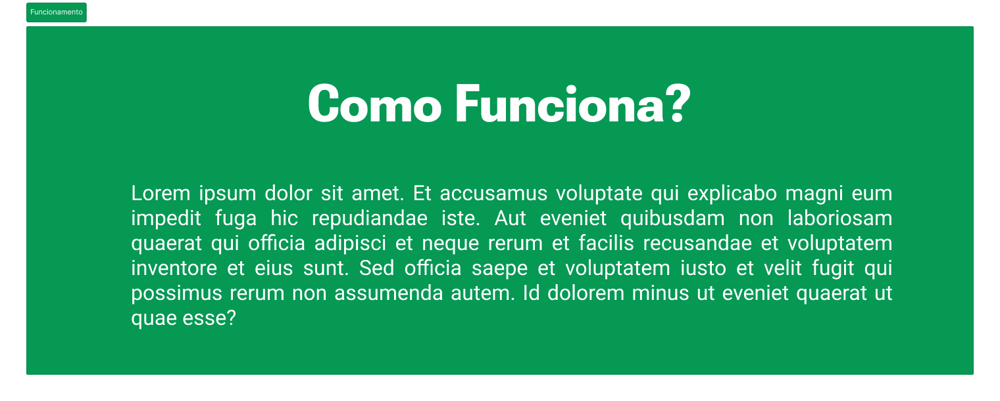 Funcionamento
Como Funciona?
Lorem ipsum dolor sit amet. Et accusamus voluptate qui explicabo magni eum
impedit fuga hic repudiandae iste. Aut eveniet quibusdam non laboriosam
quaerat qui officia adipisci et neque rerum et facilis recusandae et voluptatem
inventore et eius sunt. Sed officia saepe et voluptatem iusto et velit fugit qui
possimus rerum non assumenda autem. Id dolorem minus ut eveniet quaerat ut
quae esse?